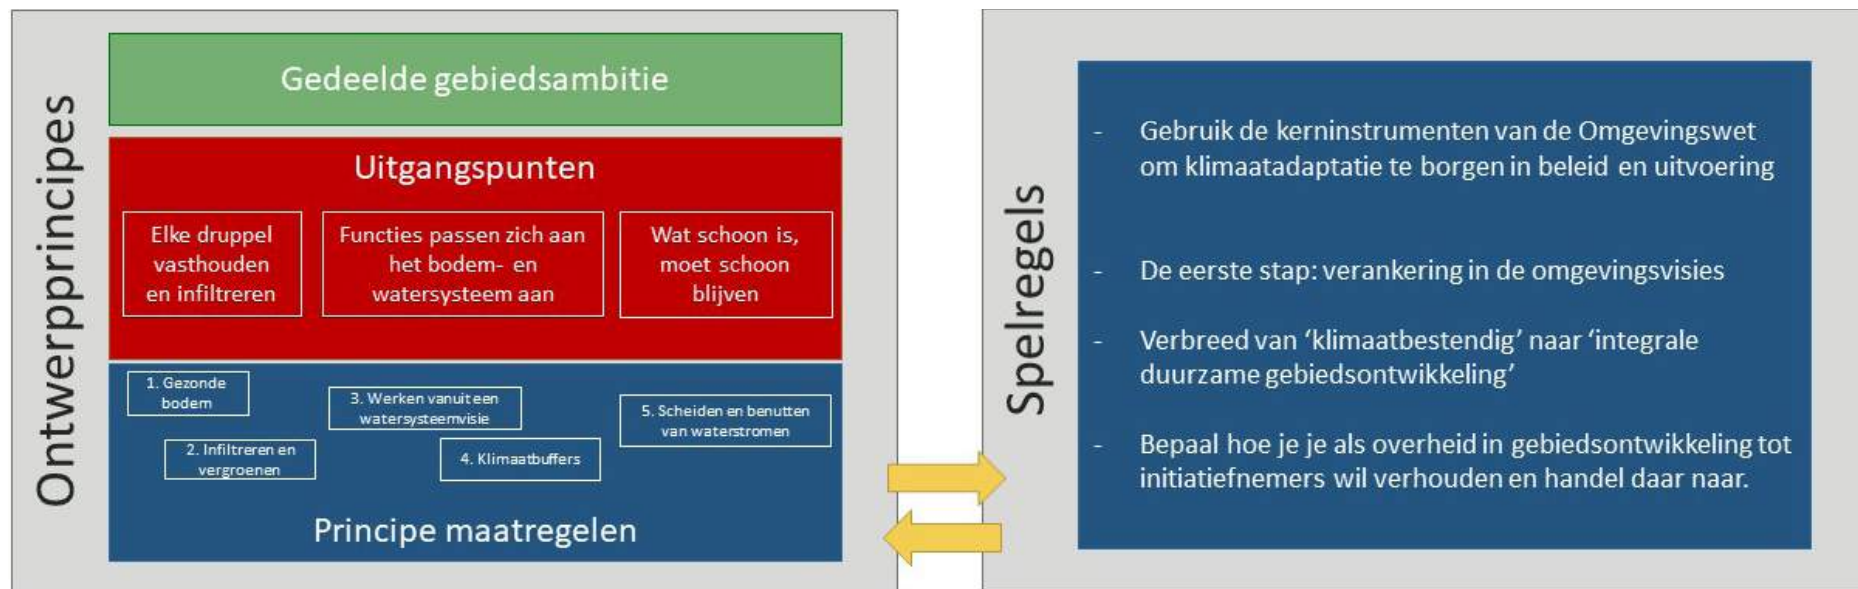 Ontwerpprincipes
Gedeelde gebiedsambitie
Uitgangspunten
Elke druppel
vasthouden
en infiltreren
Functies passen zich aan
het bodem- en
watersysteem aan
Wat schoon is,
moet schoon
blijven
1. Gezonde
bodem
2. Infiltreren en
vergroenen
3. Werken vanuit een
watersysteemvisie
4. Klimaatbuffers
5. Scheiden en benutten
van waterstromen
Principe maatregelen
Spelregels
- Gebruik de kerninstrumenten van de Omgevingswet
om klimaatadaptatie te borgen in beleid en uitvoering
- De eerste stap: verankering in de omgevingsvisies
- Verbreed van ‘klimaatbestendig’ naar ‘integrale
duurzame gebiedsontwikkeling’
- Bepaal hoe je je als overheid in gebiedsontwikkeling tot
initiatiefnemers wil verhouden en handel daar naar.